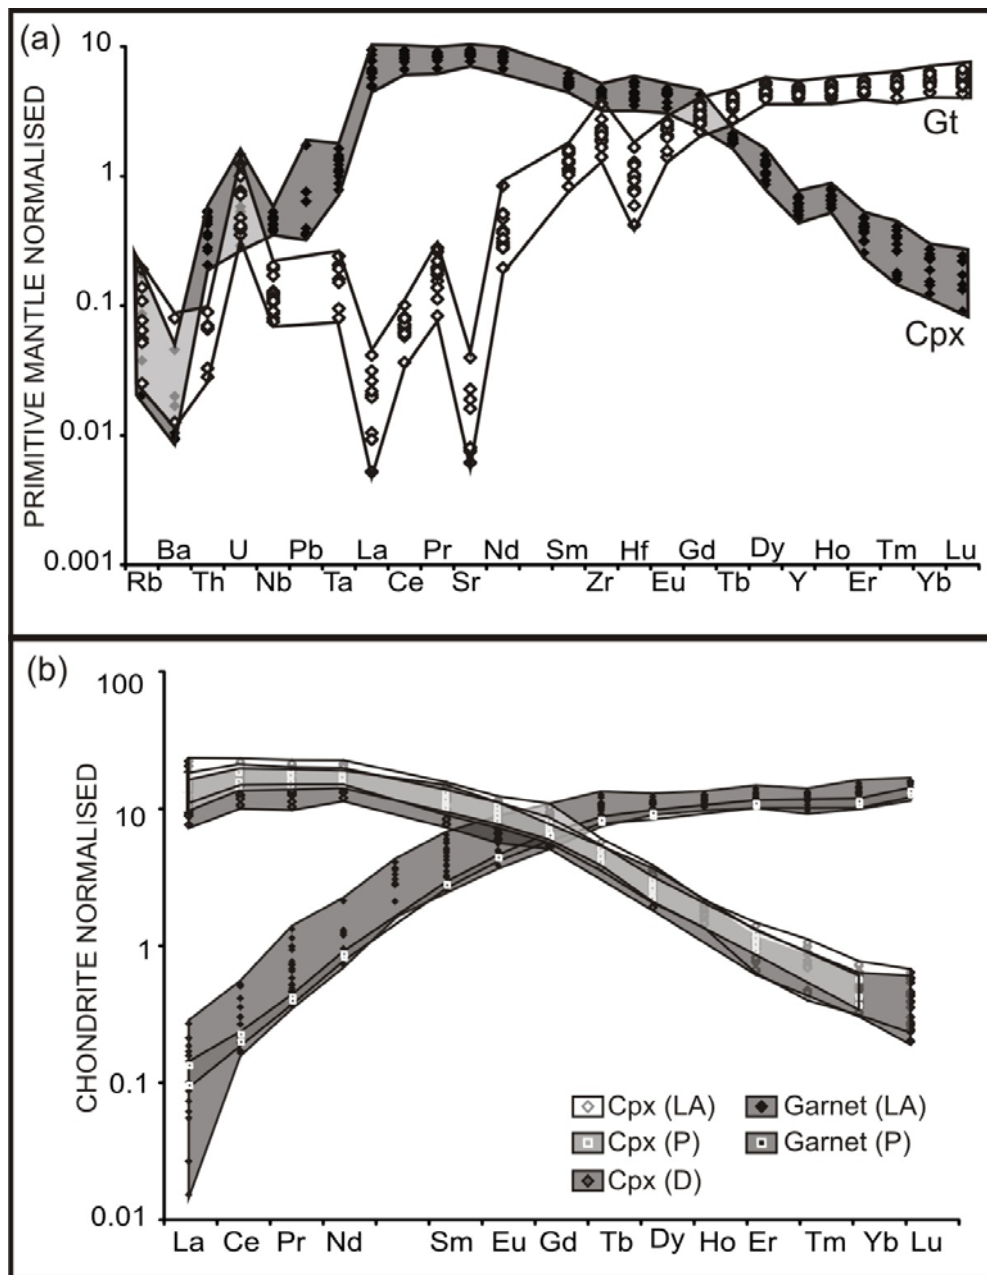 (a)
PRIMITIVE MANTLE NORMALISED
10
1
0.1
0.01
0.001
Gt
Cpx
Ba U Pb La Pr Nd Sm Hf Gd Dy Ho Tm Lu
Rb Th Nb Ta Ce Sr Zr Eu Tb Y Er Yb
(b)
CHONDRITE NORMALISED
100
10
1
0.1
0.01
Cpx (LA) Garnet (LA)
Cpx (P) Garnet (P)
Cpx (D)
La Ce Pr Nd Sm Eu Gd Tb Dy Ho Er Tm Yb Lu